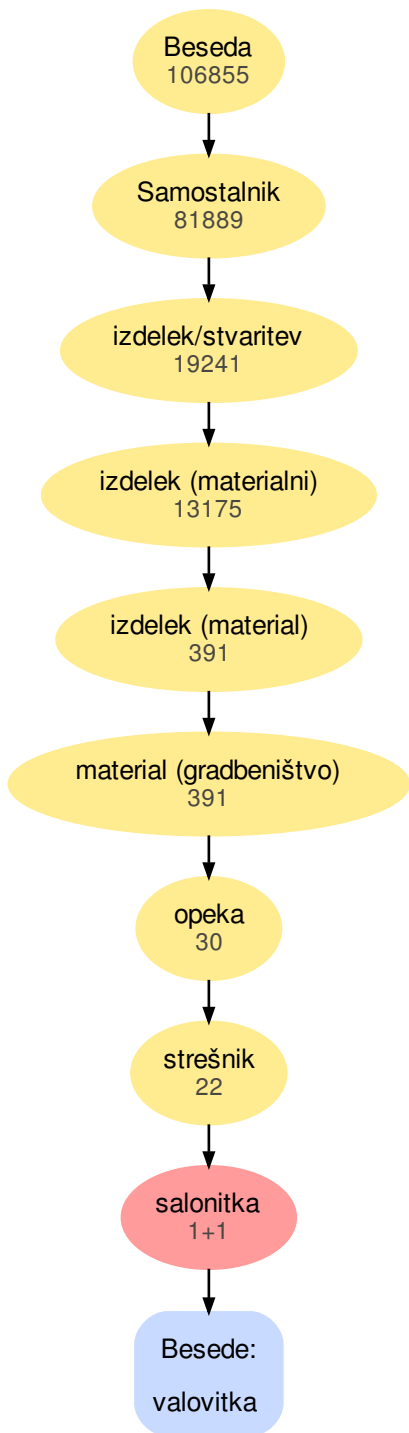 Beseda
106855
Samostalnik
81889
izdelek/stvaritev
19241
izdelek (materialni)
13175
izdelek (material)
391
material (gradbeništvo)
391
opeka
30
strešnik
22
salonitka
1+1
Besede:
valovitka